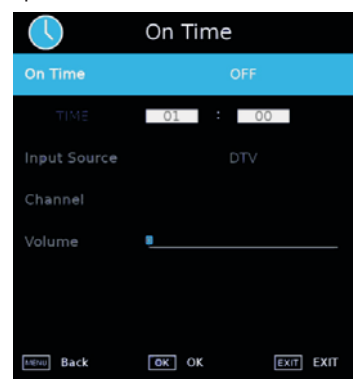 On Time
On Time OFF
TIME 01 : 00
Input Source DTV
Channel
Volume
MENU Back OK OK EXIT EXIT